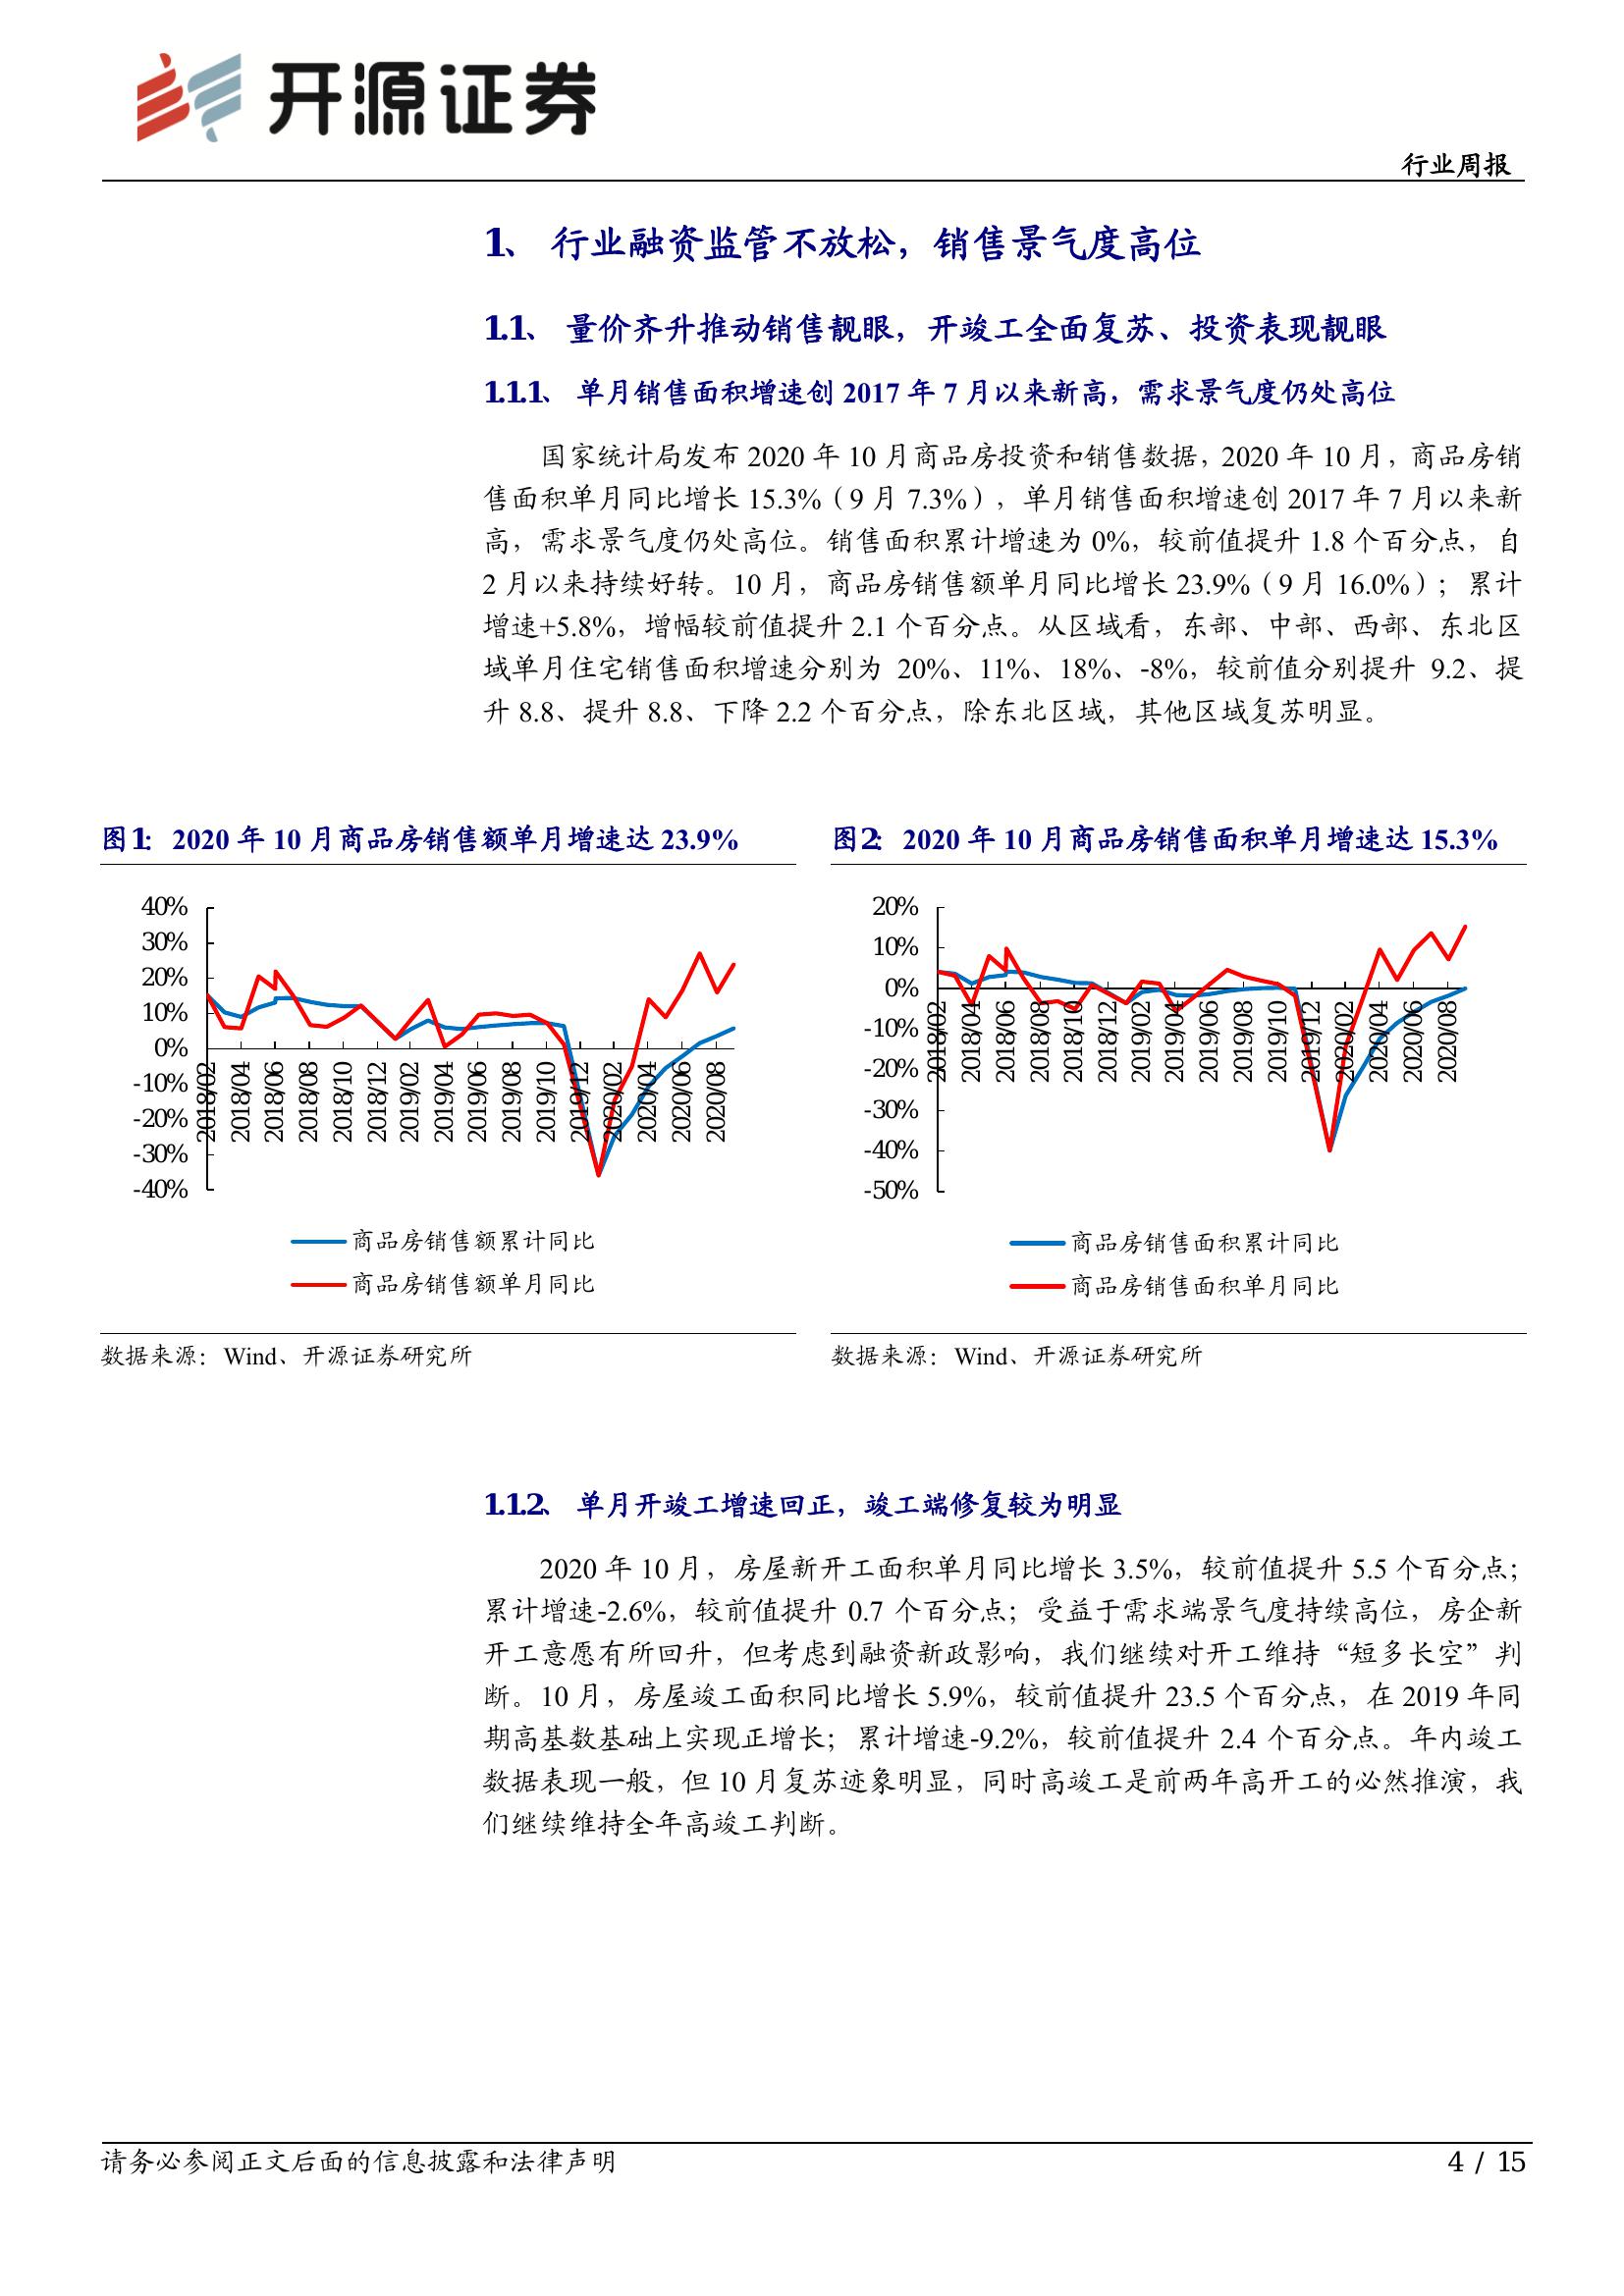 开源证券
行业周报
1、 行业融资监管不放松，销售景气度高位
1.1、 量价齐升推动销售靓眼，开竣工全面复苏、投资表现靓眼
1.1.1、 单月销售面积增速创 2017 年 7 月以来新高，需求景气度仍处高位
国家统计局发布 2020 年 10 月商品房投资和销售数据，2020 年 10 月，商品房销
售面积单月同比增长 15.3%（9 月 7.3%），单月销售面积增速创 2017 年 7 月以来新
高，需求景气度仍处高位。销售面积累计增速为 0%，较前值提升 1.8 个百分点，自
2 月以来持续好转。10 月，商品房销售额单月同比增长 23.9%（9 月 16.0%）；累计
增速+5.8%，增幅较前值提升 2.1 个百分点。从区域看，东部、中部、西部、东北区
域单月住宅销售面积增速分别为 20%、11%、18%、-8%，较前值分别提升 9.2、提
升 8.8、提升 8.8、下降 2.2 个百分点，除东北区域，其他区域复苏明显。
图1： 2020 年 10 月商品房销售额单月增速达 23.9%
40%
30%
20%
10%
0%
-10%
-20%
-30%
-40%
2018/02
2018/04
2018/06
2018/08
2018/10
2018/12
2019/02
2019/04
2019/06
2019/08
2019/10
2019/12
2020/02
2020/04
2020/06
2020/08
商品房销售额累计同比
商品房销售额单月同比
数据来源：Wind、开源证券研究所
图2： 2020 年 10 月商品房销售面积单月增速达 15.3%
20%
10%
0%
-10%
-20%
-30%
-40%
-50%
2018/02
2018/04
2018/06
2018/08
2018/10
2018/12
2019/02
2019/04
2019/06
2019/08
2019/10
2019/12
2020/02
2020/04
2020/06
2020/08
商品房销售面积累计同比
商品房销售面积单月同比
数据来源：Wind、开源证券研究所
1.1.2、 单月开竣工增速回正，竣工端修复较为明显
2020 年 10 月，房屋新开工面积单月同比增长 3.5%，较前值提升 5.5 个百分点；
累计增速-2.6%，较前值提升 0.7 个百分点；受益于需求端景气度持续高位，房企新
开工意愿有所回升，但考虑到融资新政影响，我们继续对开工维持“短多长空”判
断。10 月，房屋竣工面积同比增长 5.9%，较前值提升 23.5 个百分点，在 2019 年同
期高基数基础上实现正增长；累计增速-9.2%，较前值提升 2.4 个百分点。年内竣工
数据表现一般，但 10 月复苏迹象明显，同时高竣工是前两年高开工的必然推演，我
们继续维持全年高竣工判断。
请务必参阅正文后面的信息披露和法律声明
4 / 15